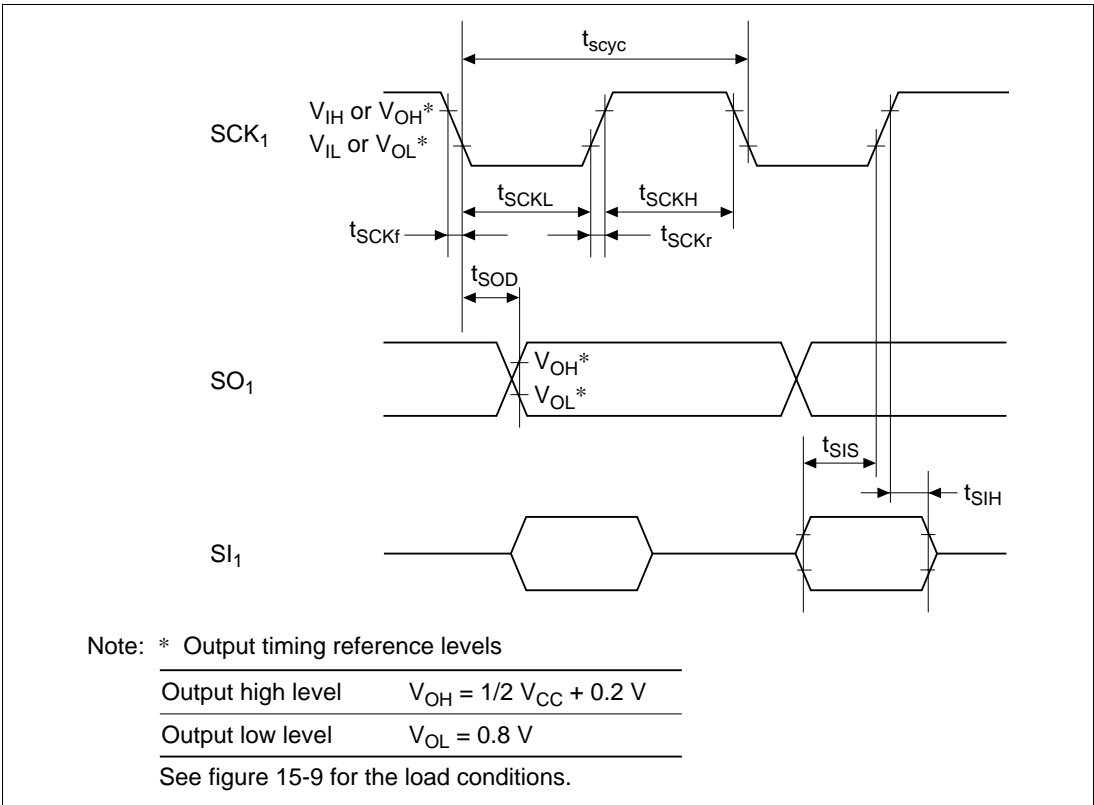 tscyc
VIH or VOH*
SCK1
VIL or VOL*
tSCKL
tSCKH
tSCKf
tSCKr
tSOD
VOH*
SO1
VOL*
tSIS
tSIH
SI1
Note: * Output timing reference levels
Output high level VOH = 1/2 VCC + 0.2 V
Output low level VOL = 0.8 V
See figure 15-9 for the load conditions.